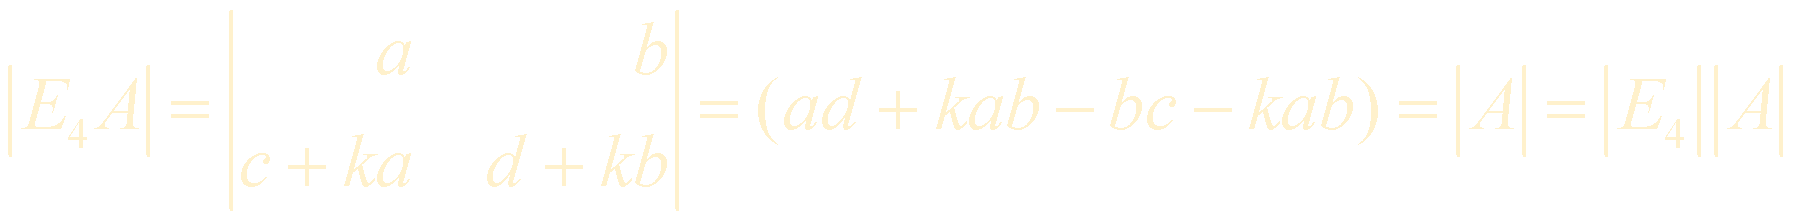 |E₄A| = | a b ; c + ka d + kb | = (ad + kab − bc − kab) = |A| = |E₄||A|